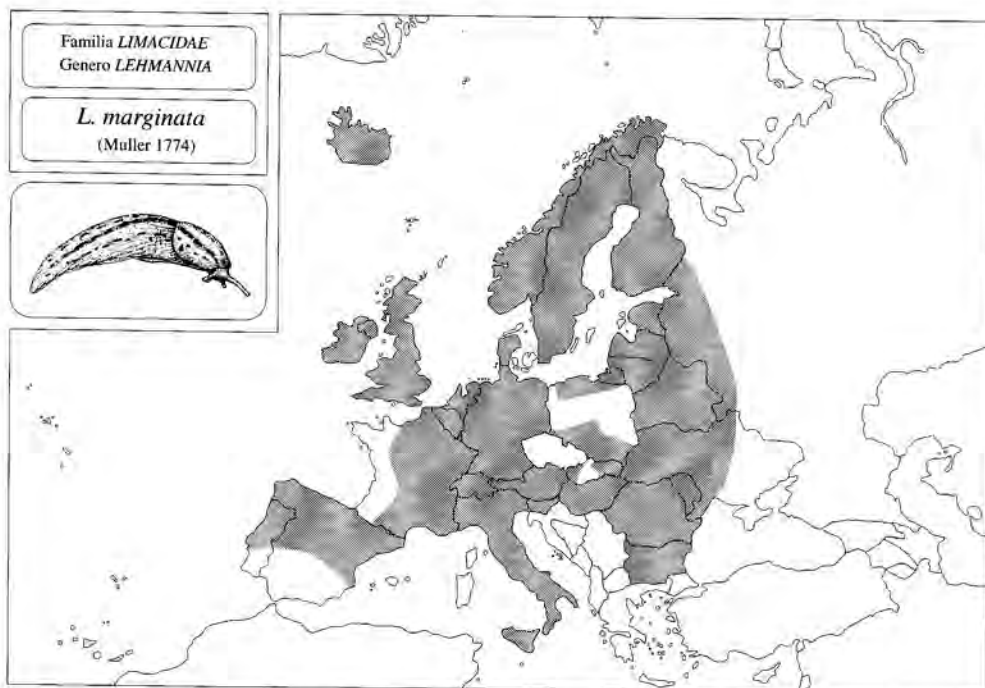 Familia LIMACIDAE
Genero LEHMANNIA
L. marginata
(Muller 1774)